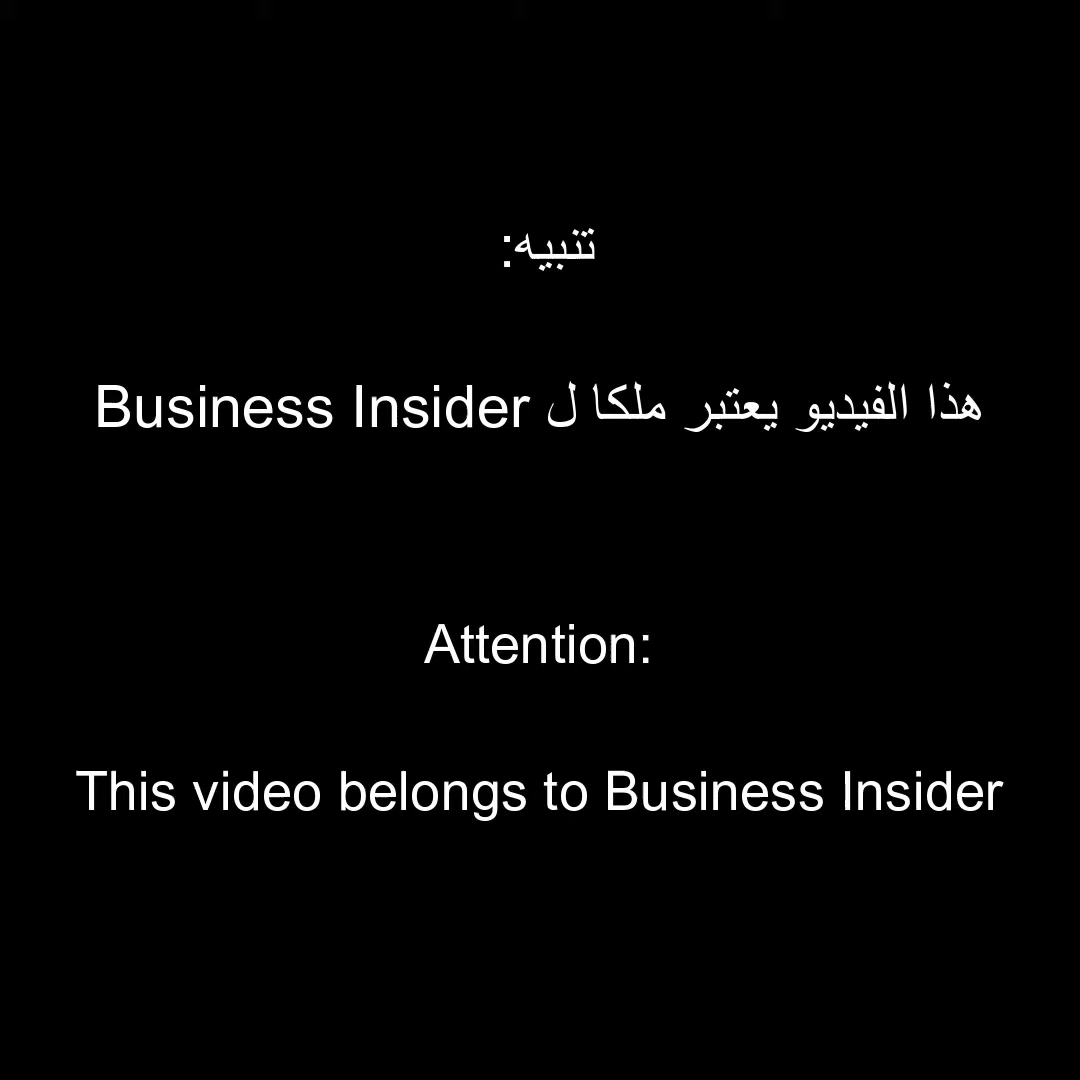 تنبيه:
هذا الفيديو يعتبر ملكا ل Business Insider
Attention:
This video belongs to Business Insider